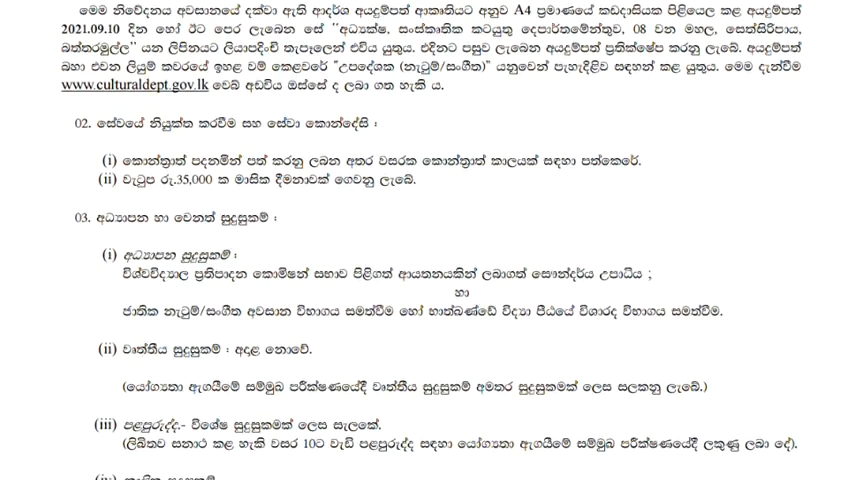 මෙම නිවේදනය අවසානයේ දක්වා ඇති ආදර්ශ අයදුම්පත් ආකෘතියට අනුව A4 ප්‍රමාණයේ කඩදාසියක පිළියෙල කළ අයදුම්පත්
2021.09.10 දින හෝ ඊට පෙර ලැබෙන සේ "අධ්‍යක්ෂ, සංස්කෘතික කටයුතු දෙපාර්තමේන්තුව, 08 වන මහල, සෙත්සිරිපාය,
බත්තරමුල්ල" යන ලිපිනයට ලියාපදිංචි තැපෑලෙන් එවිය යුතුය. එදිනට පසුව ලැබෙන අයදුම්පත් ප්‍රතික්ෂේප කරනු ලැබේ. අයදුම්පත්
බහා එවන ලියුම් කවරයේ ඉහළ වම් කෙළවරේ "උපදේශක (නැටුම්/සංගීත)" යනුවෙන් පැහැදිළිව සඳහන් කළ යුතුය. මෙම දැන්වීම
www.culturaldept.gov.lk වෙබ් අඩවිය ඔස්සේ ද ලබා ගත හැකි ය.
02. සේවයේ නියුක්ත කරවීම සහ සේවා කොන්දේසි :
(i) කොන්ත්‍රාත් පදනමින් පත් කරනු ලබන අතර වසරක කොන්ත්‍රාත් කාලයක් සඳහා පත්කෙරේ.
(ii) වැටුප රු.35,000 ක මාසික දීමනාවක් ගෙවනු ලැබේ.
03. අධ්‍යාපන හා වෙනත් සුදුසුකම් :
(i) අධ්‍යාපන සුදුසුකම් :
විශ්වවිද්‍යාල ප්‍රතිපාදන කොමිෂන් සභාව පිළිගත් ආයතනයකින් ලබාගත් සෞන්දර්ය උපාධිය ;
හා
ජාතික නැටුම්/සංගීත අවසාන විභාගය සමත්වීම හෝ භාත්ඛණ්ඩේ විද්‍යා පීඨයේ විශාරද විභාගය සමත්වීම.
(ii) වෘත්තීය සුදුසුකම් : අදාළ නොවේ.
(යෝග්‍යතා ඇගයීමේ සම්මුඛ පරීක්ෂණයේදී වෘත්තීය සුදුසුකම් අමතර සුදුසුකමක් ලෙස සලකනු ලැබේ.)
(iii) පළපුරුද්ද.- විශේෂ සුදුසුකමක් ලෙස සැලකේ.
(ලිඛිතව සනාථ කළ හැකි වසර 10ට වැඩි පළපුරුද්ද සඳහා යෝග්‍යතා ඇගයීමේ සම්මුඛ පරීක්ෂණයේදී ලකුණු ලබා දේ).